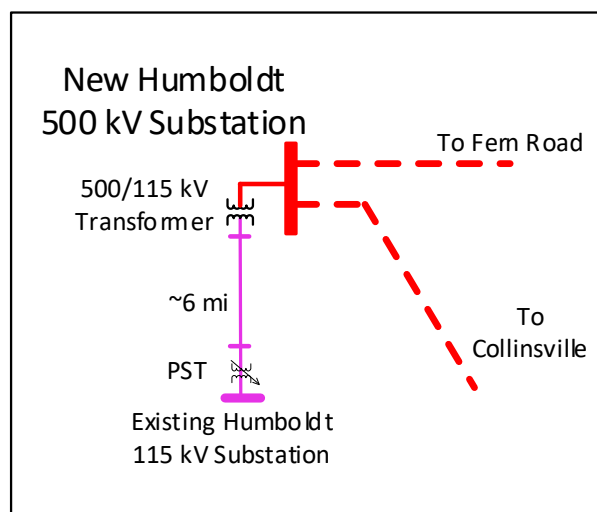 New Humboldt
500 kV Substation
To Fern Road
500/115 kV
Transformer
~6 mi
To
Collinsville
PST
Existing Humboldt
115 kV Substation